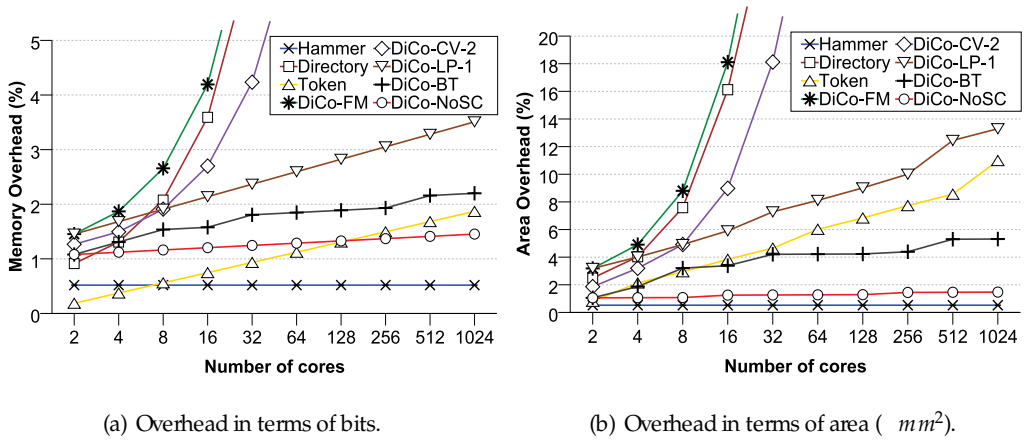 5
4
3
2
1
0
Memory Overhead (%)
Hammer
Directory
Token
DiCo-FM
DiCo-CV-2
DiCo-LP-1
DiCo-BT
DiCo-NoSC
2 4 8 16 32 64 128 256 512 1024
Number of cores
(a) Overhead in terms of bits.
20
18
16
14
12
10
8
6
4
2
0
Area Overhead (%)
Hammer
Directory
Token
DiCo-FM
DiCo-CV-2
DiCo-LP-1
DiCo-BT
DiCo-NoSC
2 4 8 16 32 64 128 256 512 1024
Number of cores
(b) Overhead in terms of area ( mm²).